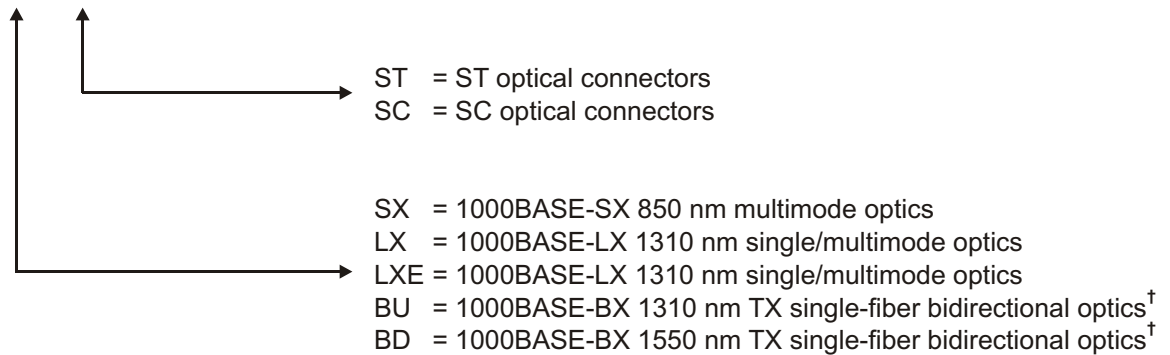 ST = ST optical connectors
SC = SC optical connectors
SX = 1000BASE-SX 850 nm multimode optics
LX = 1000BASE-LX 1310 nm single/multimode optics
LXE = 1000BASE-LX 1310 nm single/multimode optics
BU = 1000BASE-BX 1310 nm TX single-fiber bidirectional optics†
BD = 1000BASE-BX 1550 nm TX single-fiber bidirectional optics†